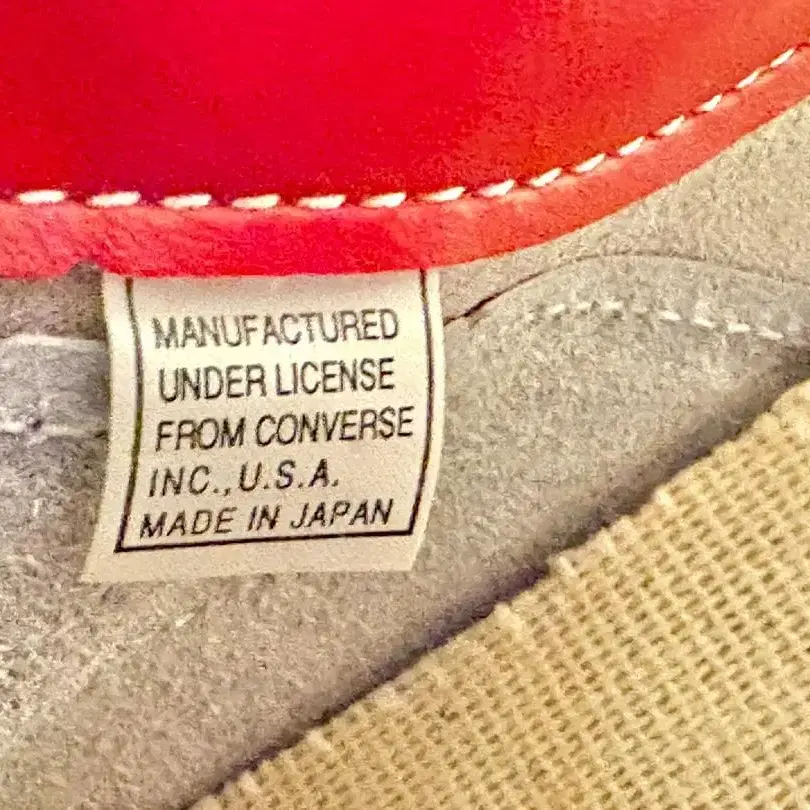 MANUFACTURED
UNDER LICENSE
FROM CONVERSE
INC., U.S.A.
MADE IN JAPAN